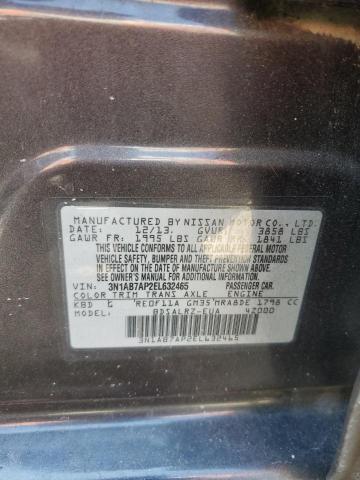 MANUFACTURED BY NISSAN MOTOR CO., LTD.
DATE: 12/13 GVWR 3858 LBS
GAWR FR: 1995 LBS GAWR RR: 1841 LBS
THIS VEHICLE CONFORMS TO ALL APPLICABLE FEDERAL MOTOR
VEHICLE SAFETY, BUMPER AND THEFT PREVENTION STANDARDS
IN EFFECT ON THE DATE OF MANUFACTURE SHOWN ABOVE.
SEE OWNER'S MANUAL FOR ADDITIONAL INFORMATION.
VIN: 3N1AB7AP2EL632465 PASSENGER CAR.
COLOR TRIM TRANS AXLE ENGINE
KBD G RE0F11A GM35 MRA8DE 1798 CC
BDSALRZ-EUA 4Z000
3N1AB7AP2EL632465